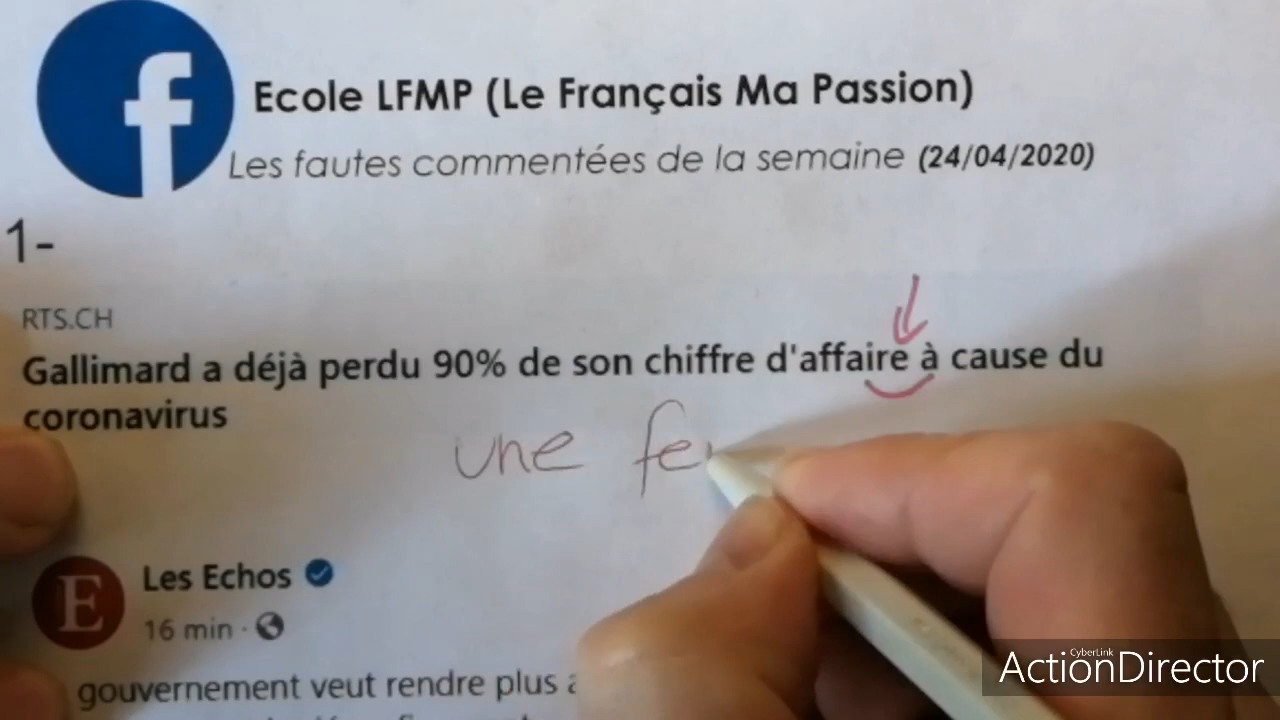 f
Ecole LFMP (Le Français Ma Passion)
Les fautes commentées de la semaine (24/04/2020)
1-
RTS.CH
Gallimard a déjà perdu 90% de son chiffre d'affaire à cause du
coronavirus
une
E
Les Echos
16 min ·
gouvernement veut rendre plus
CyberLink
ActionDirector